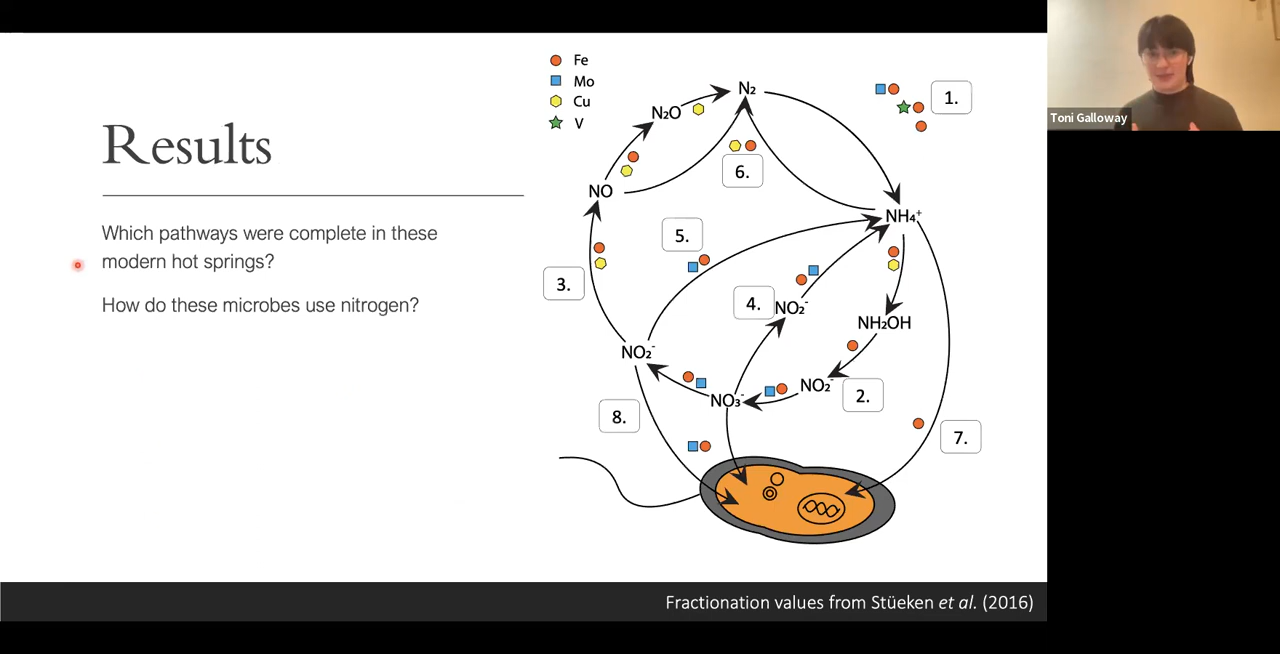 Results
Which pathways were complete in these
modern hot springs?
How do these microbes use nitrogen?
Fe
Mo
Cu
V
N₂
1.
N₂O
6.
NO
NH₄⁺
5.
3.
4.
NO₂⁻
NH₂OH
NO₂⁻
NO₂⁻
2.
NO₃⁻
8.
7.
Fractionation values from Stüeken et al. (2016)
Toni Galloway